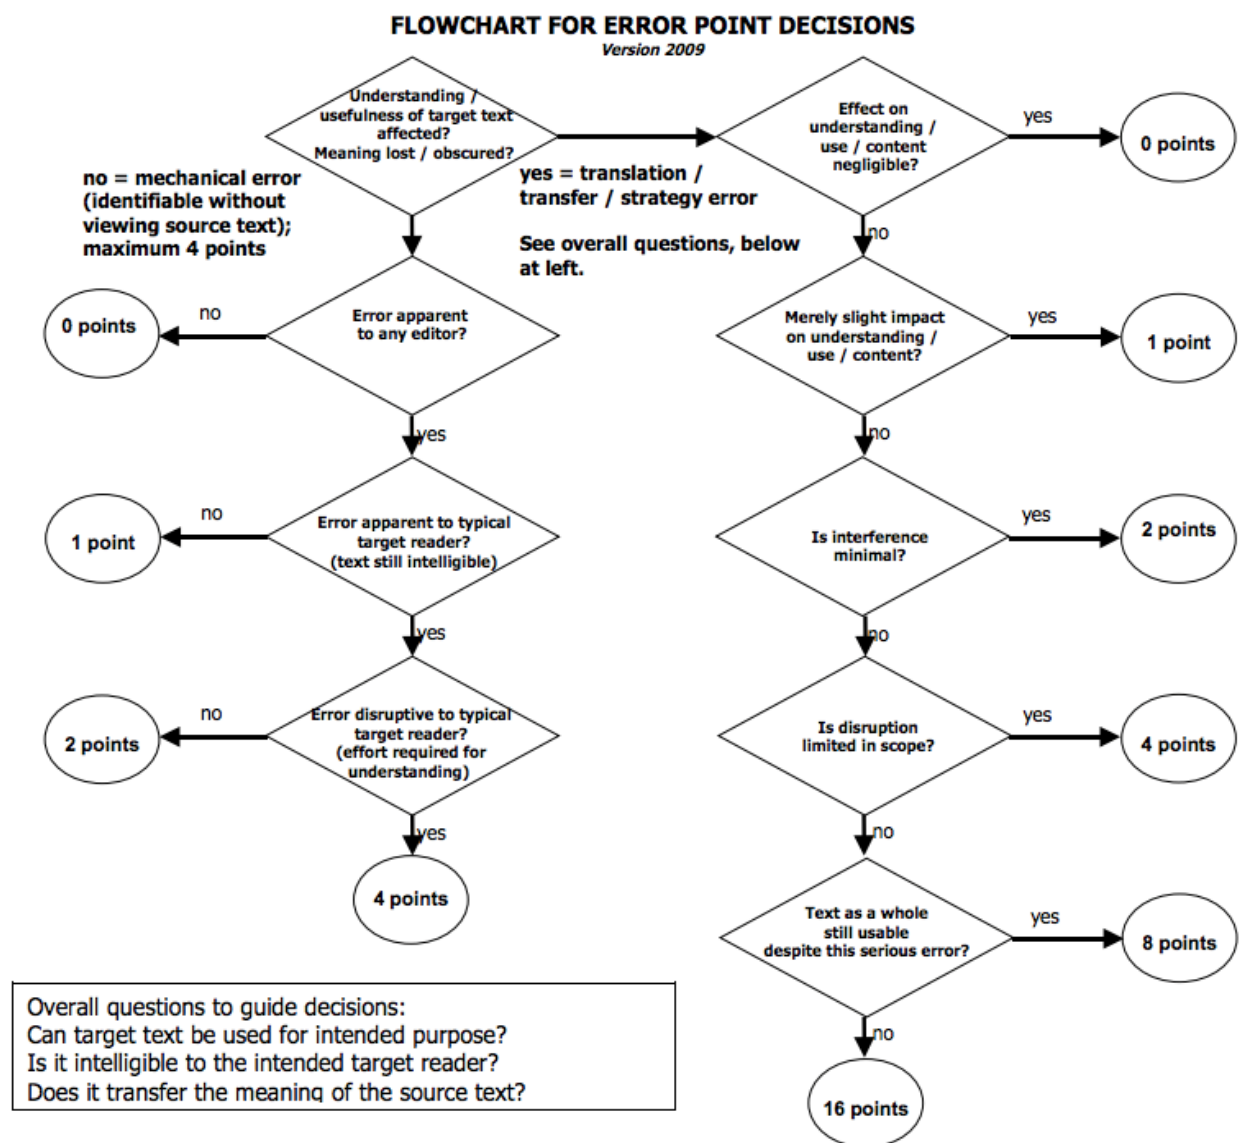 FLOWCHART FOR ERROR POINT DECISIONS
Version 2009
Understanding /
usefulness of target text
affected?
Meaning lost / obscured?
Effect on
understanding /
use / content
negligible?
yes
0 points
no = mechanical error
(identifiable without
viewing source text);
maximum 4 points
yes = translation /
transfer / strategy error
See overall questions, below
at left.
no
0 points
no
Error apparent
to any editor?
Merely slight impact
on understanding /
use / content?
yes
1 point
yes
no
1 point
no
Error apparent to typical
target reader?
(text still intelligible)
Is interference
minimal?
yes
2 points
yes
no
2 points
no
Error disruptive to typical
target reader?
(effort required for
understanding)
Is disruption
limited in scope?
yes
4 points
yes
no
4 points
Text as a whole
still usable
despite this serious error?
yes
8 points
no
16 points
Overall questions to guide decisions:
Can target text be used for intended purpose?
Is it intelligible to the intended target reader?
Does it transfer the meaning of the source text?